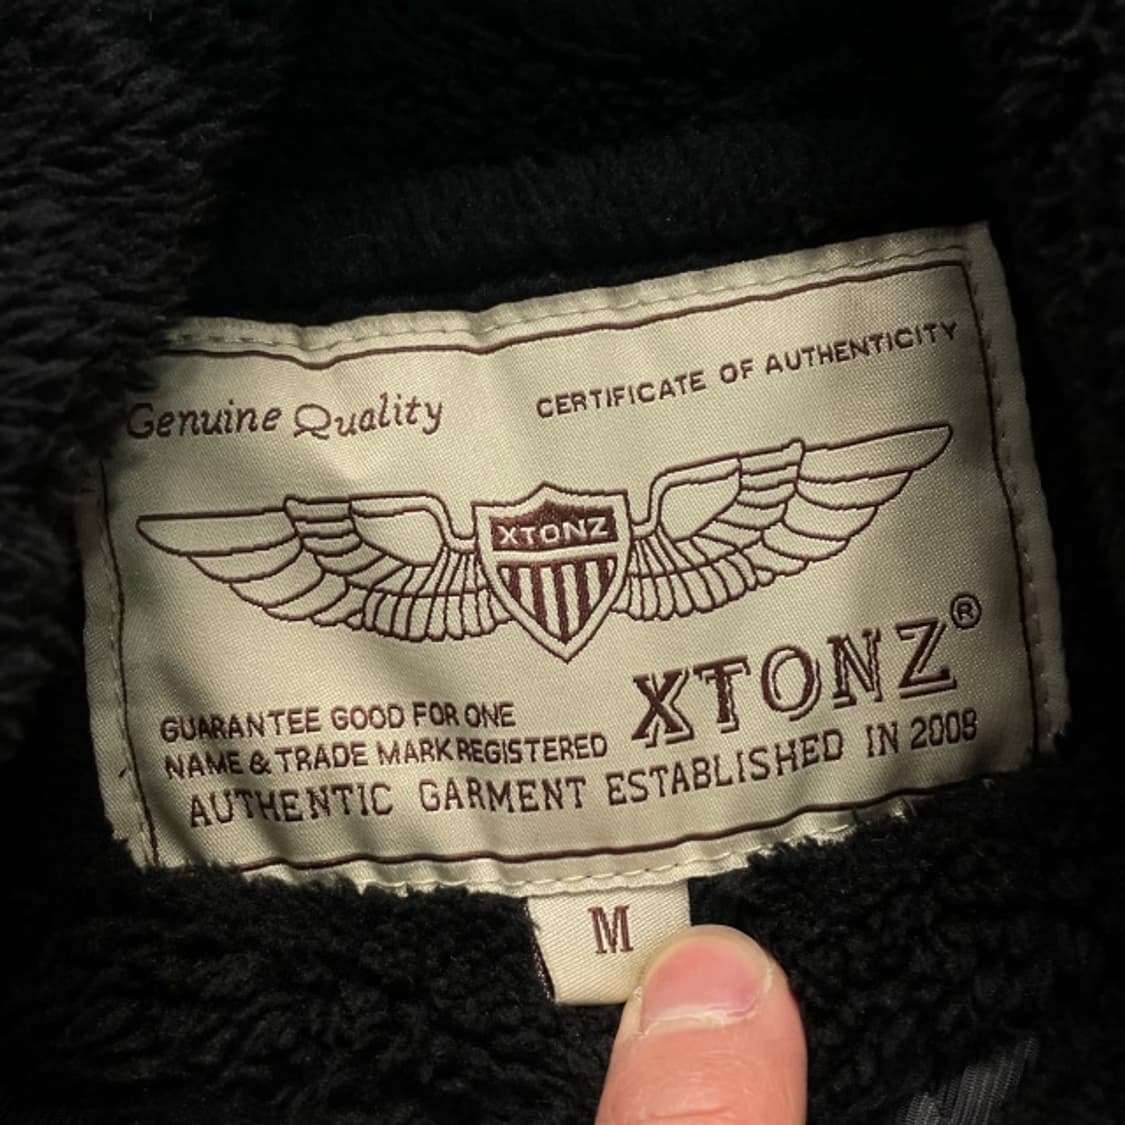 Genuine Quality
CERTIFICATE OF AUTHENTICITY
XTONZ
XTONZ®
GUARANTEE GOOD FOR ONE
NAME & TRADE MARK REGISTERED
AUTHENTIC GARMENT ESTABLISHED IN 2008
M